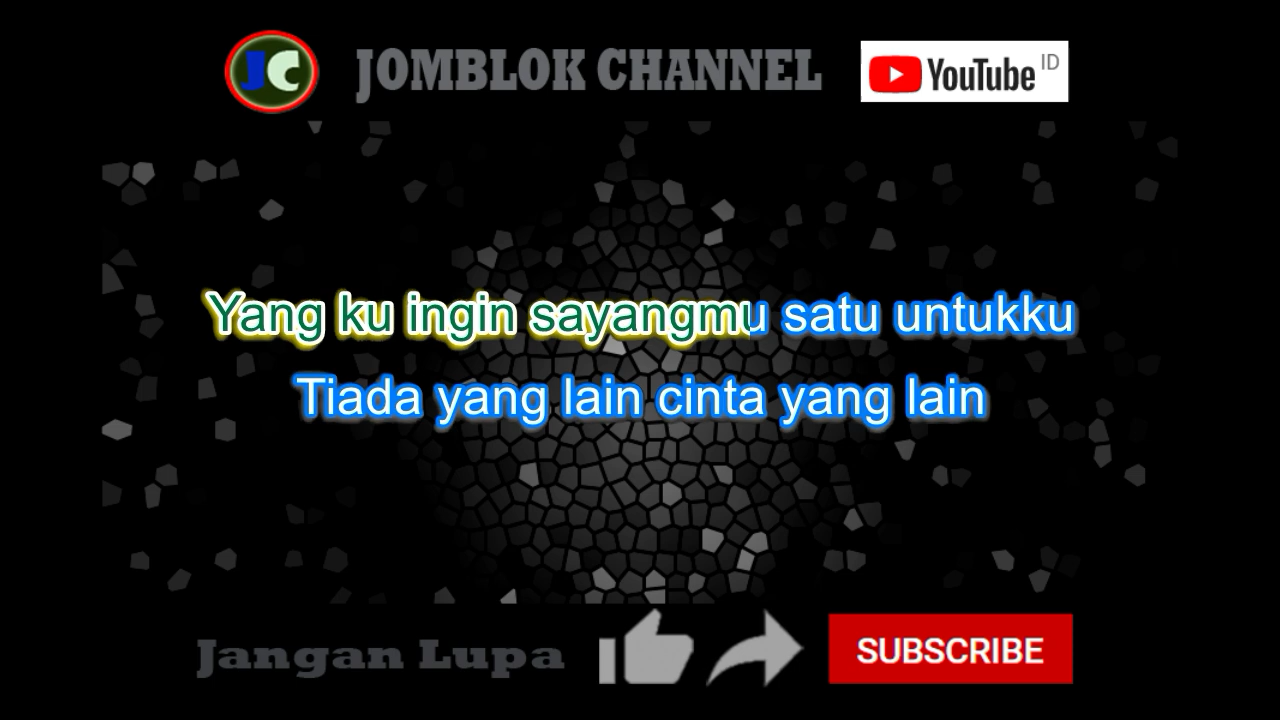 JC JOMBLOK CHANNEL YouTube ID
Yang ku ingin sayangmu satu untukku
Tiada yang lain cinta yang lain
Jangan Lupa SUBSCRIBE